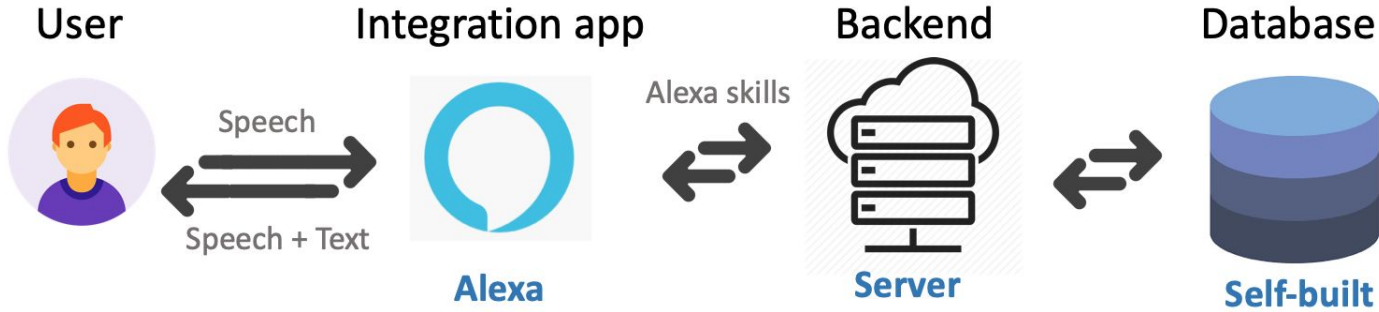 User
Integration app
Backend
Database
Speech
Alexa skills
Speech + Text
Alexa
Server
Self-built